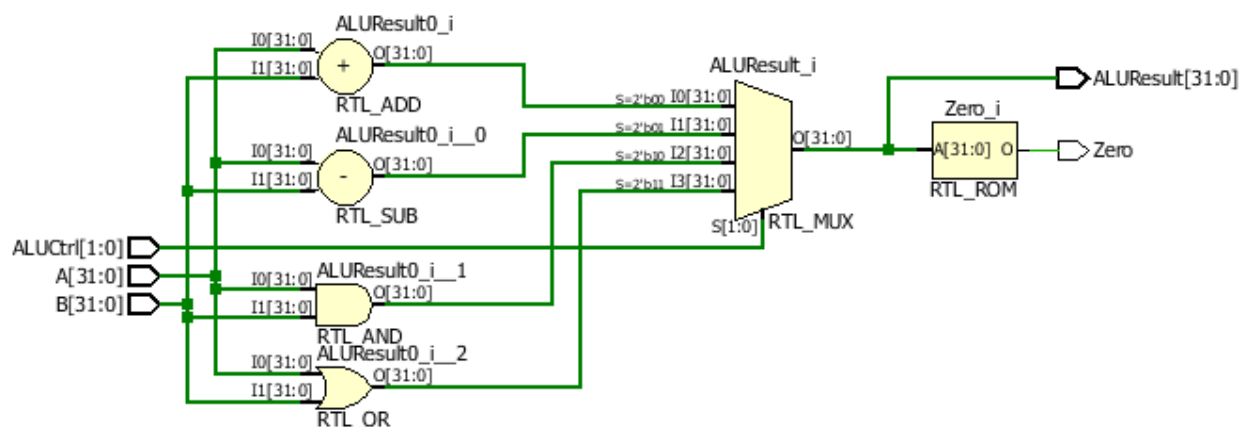 ALUResult0_i
I0[31:0]
I1[31:0]
+
O[31:0]
RTL_ADD
ALUResult0_i__0
I0[31:0]
I1[31:0]
-
O[31:0]
RTL_SUB
ALUCtrl[1:0]
A[31:0]
B[31:0]
ALUResult0_i__1
I0[31:0]
I1[31:0]
O[31:0]
RTL_AND
ALUResult0_i__2
I0[31:0]
I1[31:0]
O[31:0]
RTL_OR
ALUResult_i
S=2'b00 I0[31:0]
S=2'b01 I1[31:0]
S=2'b10 I2[31:0]
S=2'b11 I3[31:0]
O[31:0]
S[1:0]
RTL_MUX
ALUResult[31:0]
Zero_i
A[31:0] O
RTL_ROM
Zero